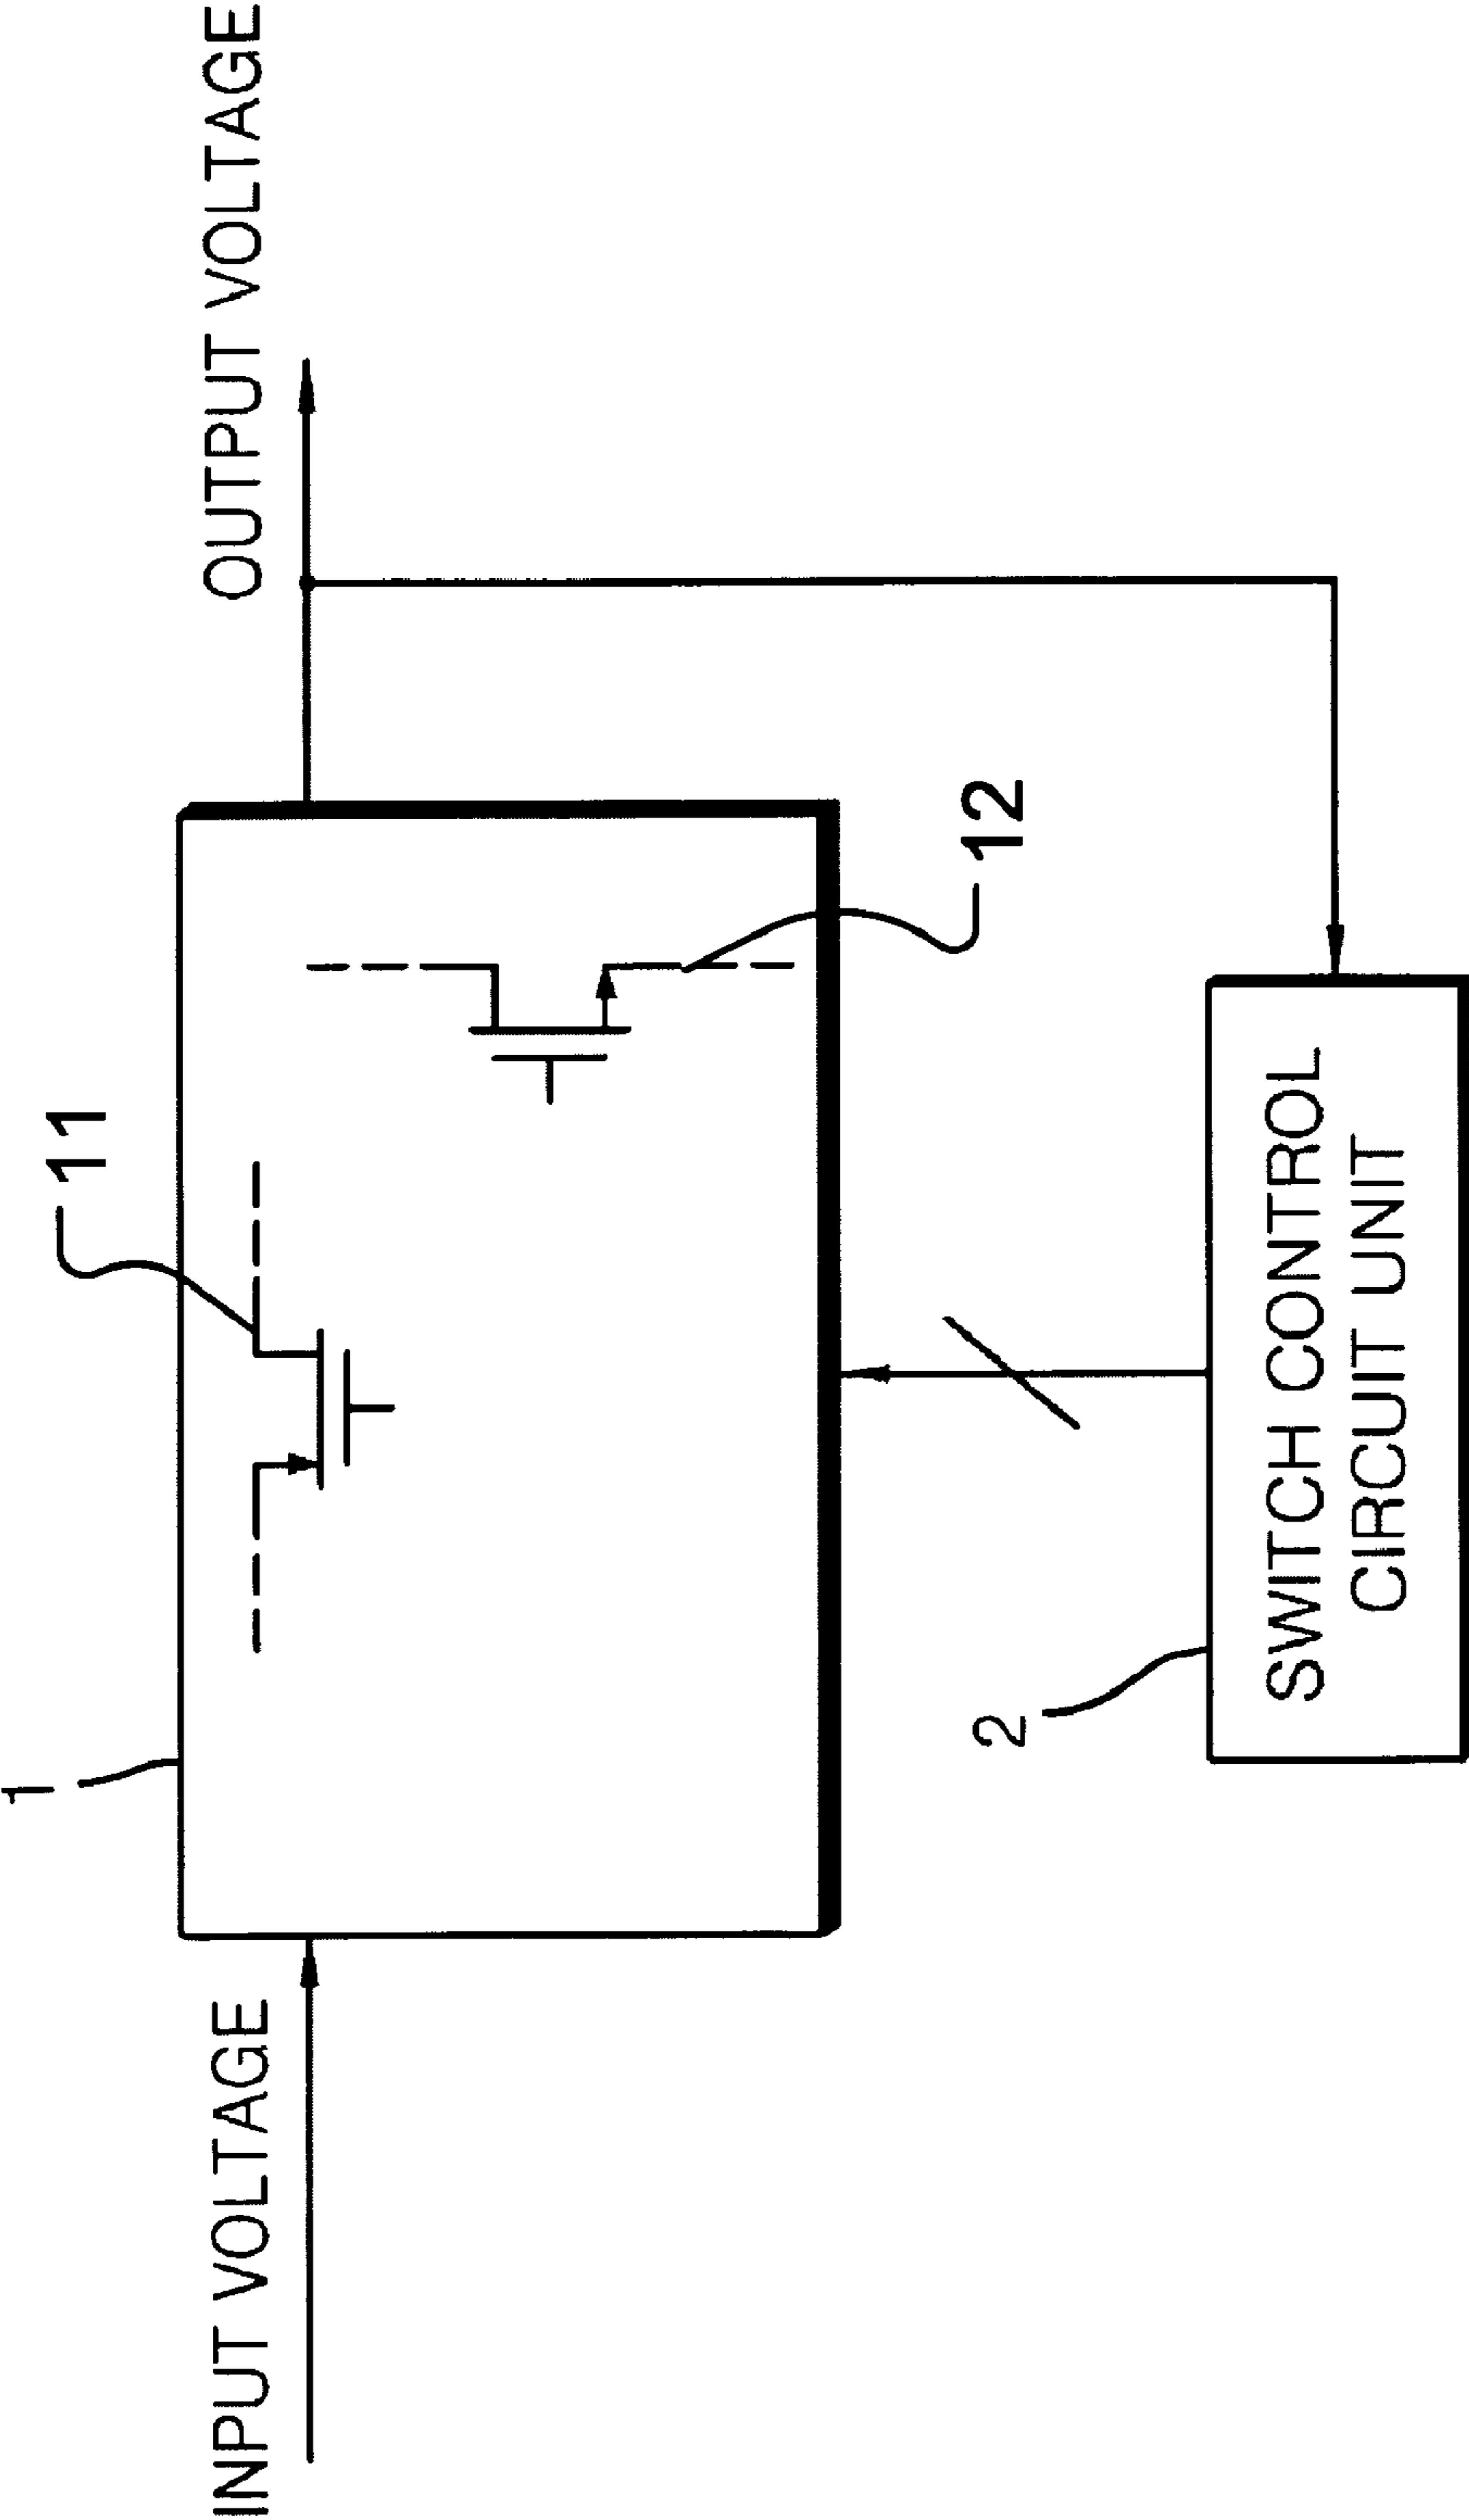 1
11
INPUT VOLTAGE
OUTPUT VOLTAGE
12
2
SWITCH CONTROL
CIRCUIT UNIT